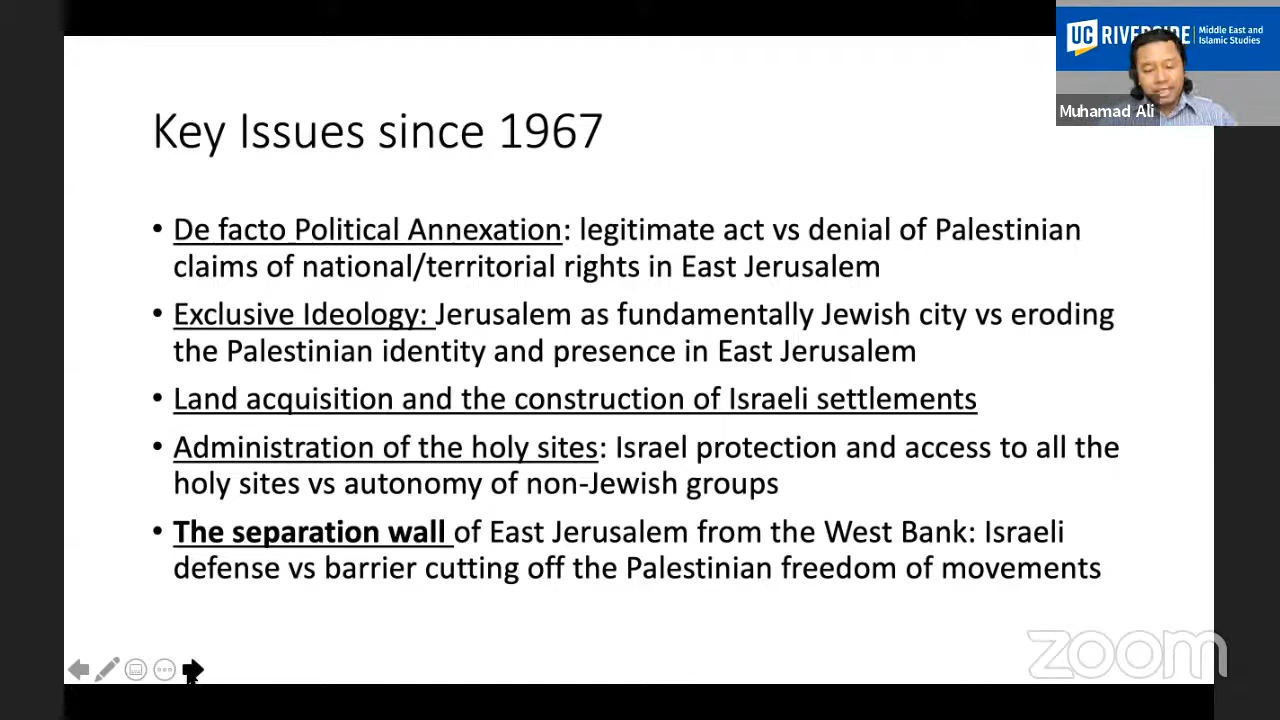 UC RIVERSIDE
Middle East and
Islamic Studies
Muhamad Ali
Key Issues since 1967
• De facto Political Annexation: legitimate act vs denial of Palestinian
claims of national/territorial rights in East Jerusalem
• Exclusive Ideology: Jerusalem as fundamentally Jewish city vs eroding
the Palestinian identity and presence in East Jerusalem
• Land acquisition and the construction of Israeli settlements
• Administration of the holy sites: Israel protection and access to all the
holy sites vs autonomy of non-Jewish groups
• The separation wall of East Jerusalem from the West Bank: Israeli
defense vs barrier cutting off the Palestinian freedom of movements
zoom